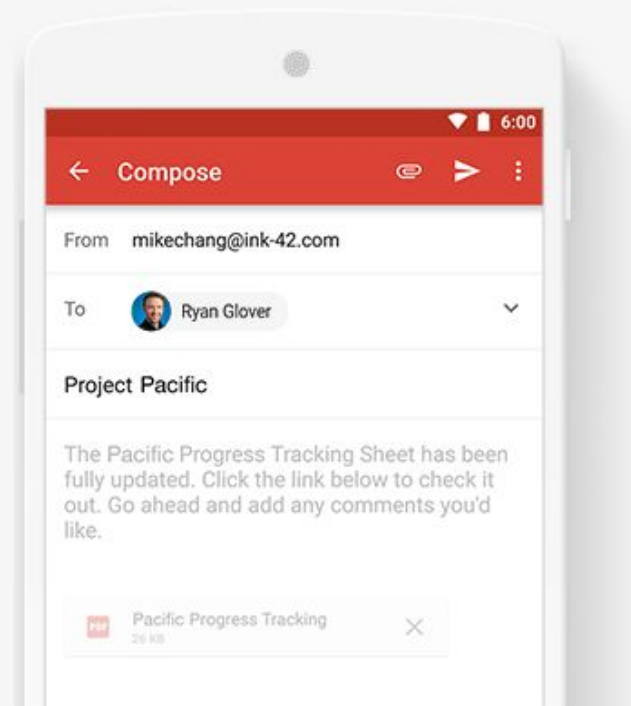 6:00
Compose
From mikechang@ink-42.com
To Ryan Glover
Project Pacific
The Pacific Progress Tracking Sheet has been
fully updated. Click the link below to check it
out. Go ahead and add any comments you'd
like.
PDF Pacific Progress Tracking
26 KB